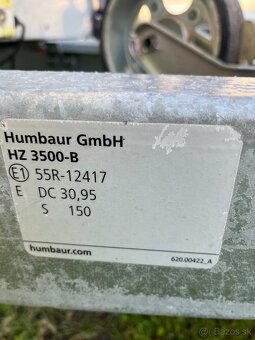 Humbaur GmbH
HZ 3500-B
E1 55R-12417
E DC 30,95
S 150
humbaur.com
620.00422_A
bazos.sk